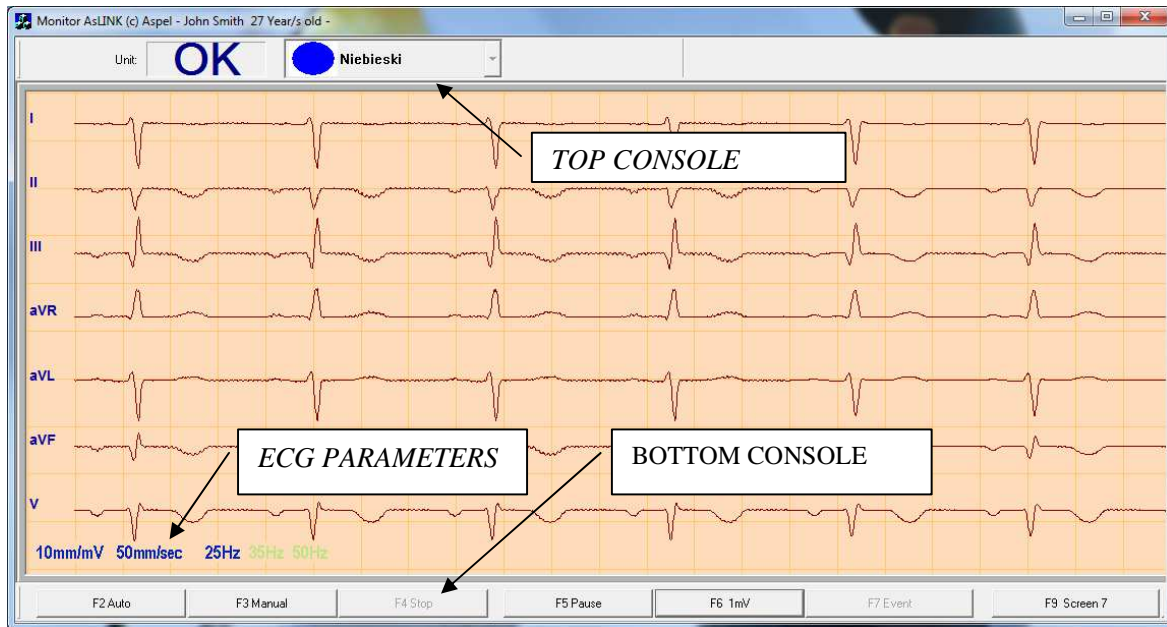 Monitor AsLINK (c) Aspel - John Smith 27 Year/s old -
Unit: OK Niebieski
I
TOP CONSOLE
II
III
aVR
aVL
aVF
ECG PARAMETERS
BOTTOM CONSOLE
V
10mm/mV 50mm/sec 25Hz 35Hz 50Hz
F2 Auto F3 Manual F4 Stop F5 Pause F6 1mV F7 Event F9 Screen 7